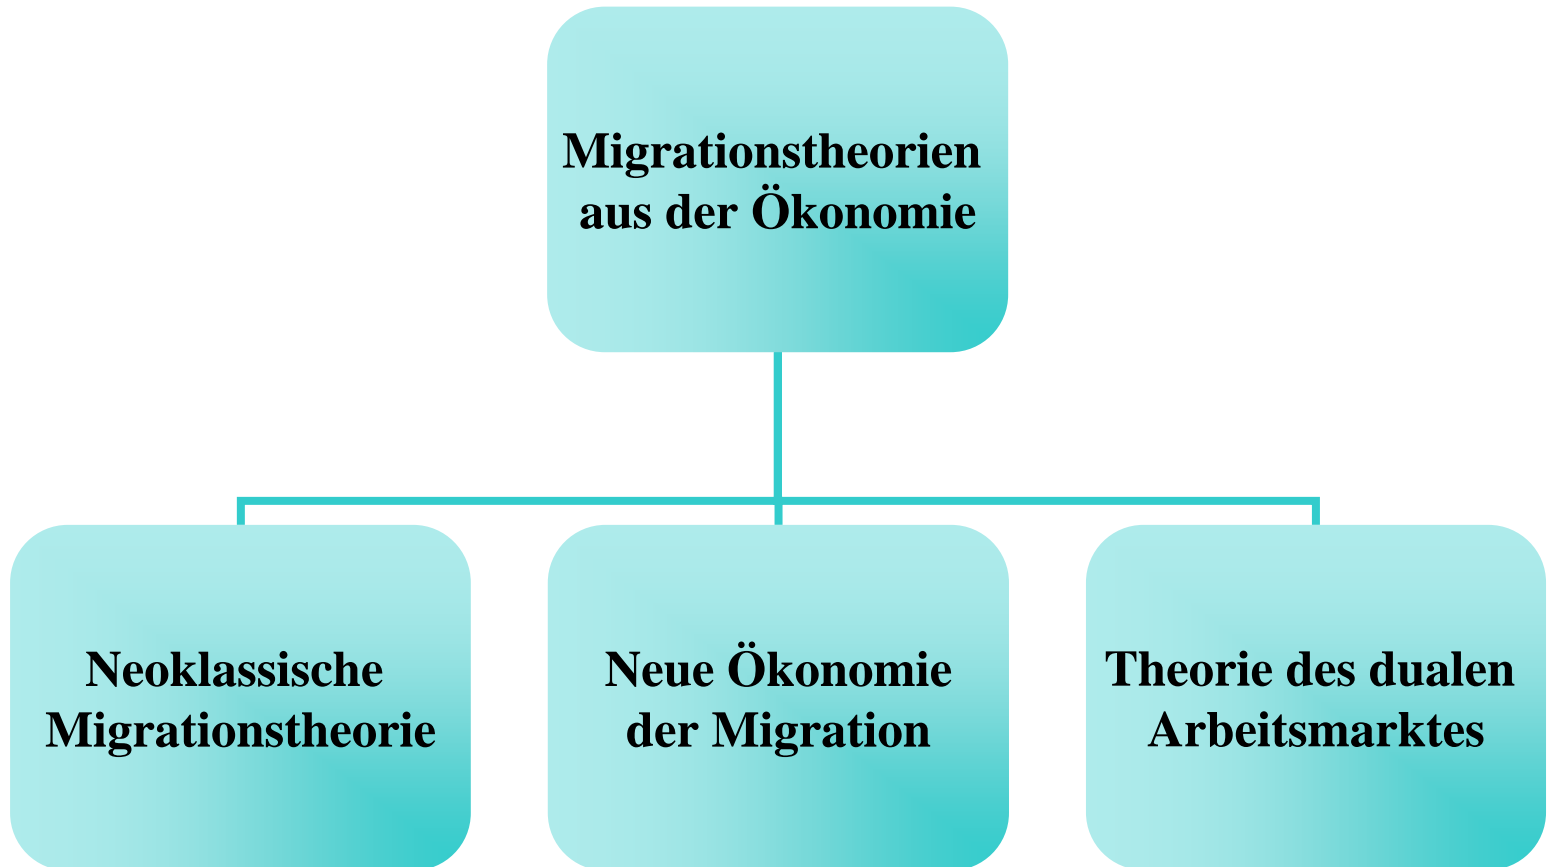 Migrationstheorien
aus der Ökonomie
Neoklassische
Migrationstheorie
Neue Ökonomie
der Migration
Theorie des dualen
Arbeitsmarktes